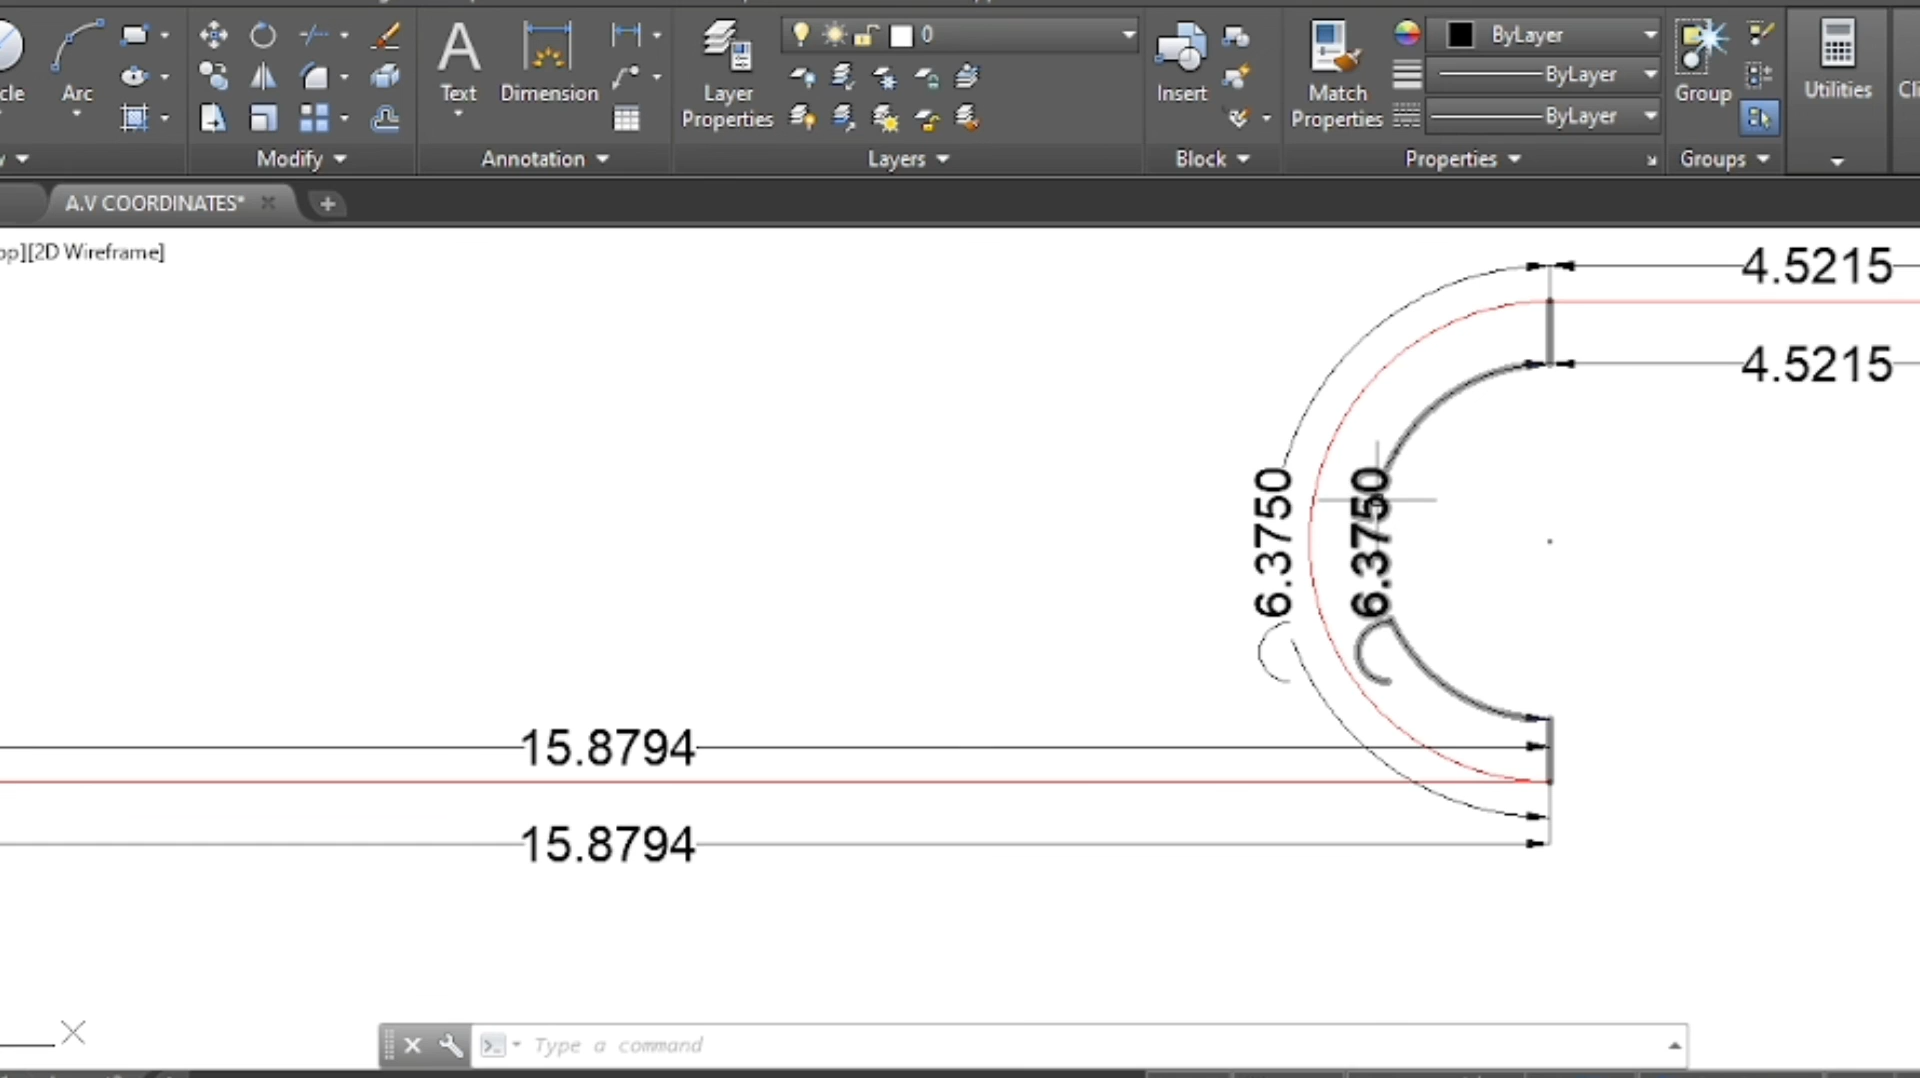 cle
Arc
Text
Dimension
Layer
Properties
0
Insert
Match
Properties
ByLayer
ByLayer
ByLayer
Group
Utilities
Cli
Modify
Annotation
Layers
Block
Properties
Groups
A.V COORDINATES*
op][2D Wireframe]
4.5215
4.5215
6.3750
6.3750
15.8794
15.8794
Type a command